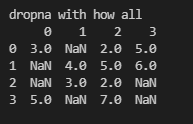 dropna with how all
0 1 2 3
0 3.0 NaN 2.0 5.0
1 NaN 4.0 5.0 6.0
2 NaN 3.0 2.0 NaN
3 5.0 NaN 7.0 NaN